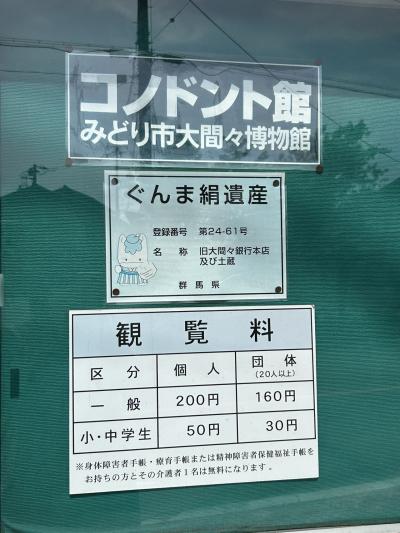 コノドント館
みどり市大間々博物館
ぐんま絹遺産
登録番号 第24-61号
名称 旧大間々銀行本店
及び土蔵
群馬県
観覧料
区分 個人 団体
(20人以上)
一般 200円 160円
小・中学生 50円 30円
※身体障害者手帳・療育手帳または精神障害者保健福祉手帳を
お持ちの方とその介護者1名は無料になります。